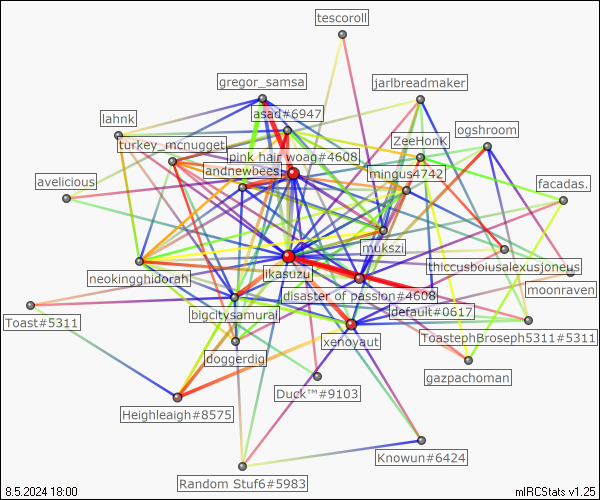 tescoroll
gregor_samsa
jarlbreadmaker
asad#6947
lahnk
ogshroom
turkey_mcnugget
ZeeHonK
pink hair woag#4608
andnewbees
mingus4742
avelicious
facadas.
mukszi
neokingghidorah
ikasuzu
thiccusboiusalexusjoneus
moonraven
disaster of passion#4608
default#0617
Toast#5311
bigcitysamurai
xenoyaut
ToastephBroseph5311#5311
doggerdig
gazpachoman
Duck™#9103
Heighleaigh#8575
Knowun#6424
Random Stuf6#5983
8.5.2024 18:00
mIRCStats v1.25